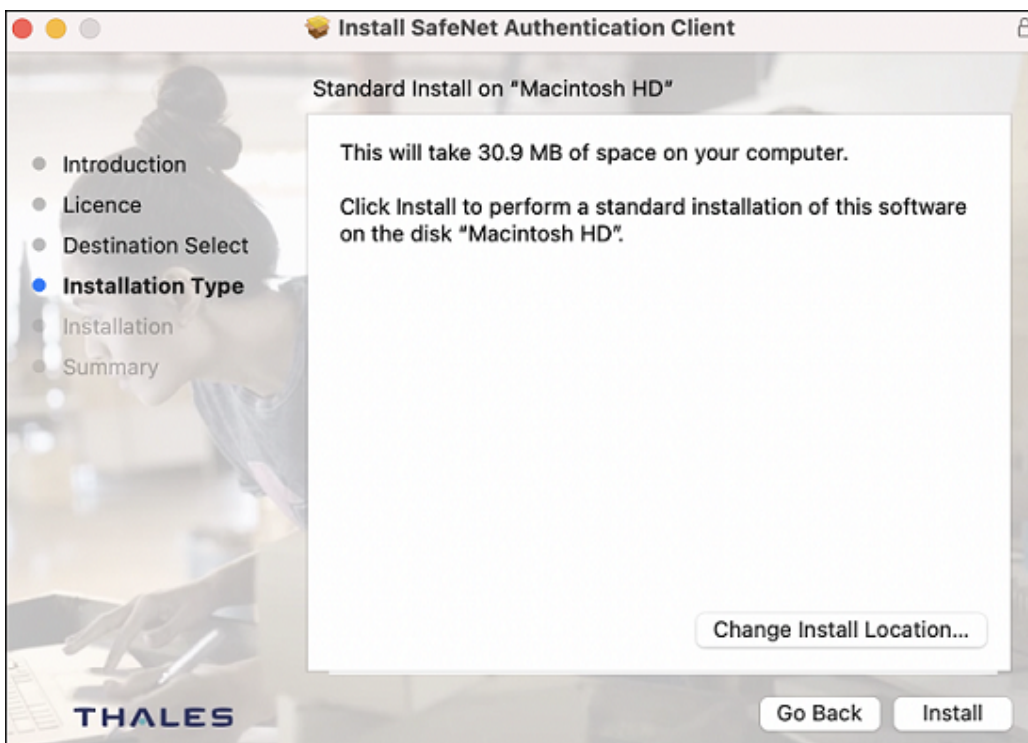 Install SafeNet Authentication Client
Standard Install on "Macintosh HD"
Introduction
Licence
Destination Select
Installation Type
Installation
Summary
This will take 30.9 MB of space on your computer.
Click Install to perform a standard installation of this software
on the disk "Macintosh HD".
Change Install Location...
THALES
Go Back
Install